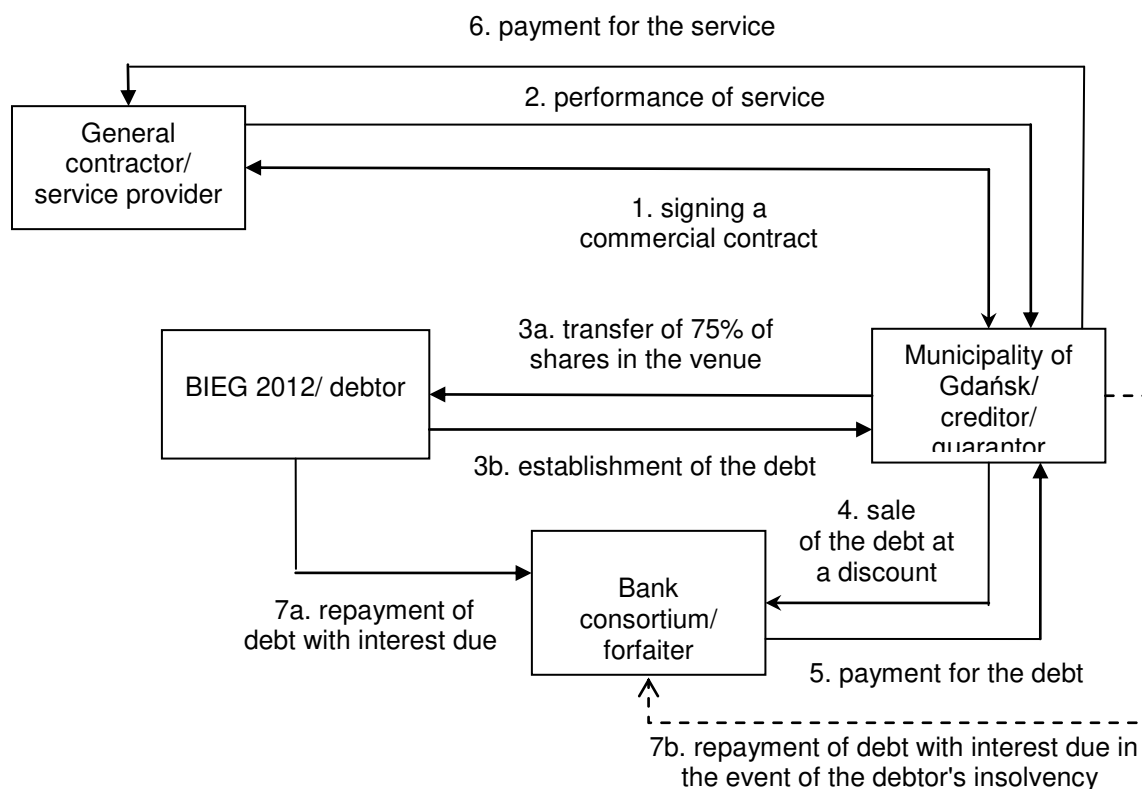 6. payment for the service
2. performance of service
General
contractor/
service provider
1. signing a
commercial contract
3a. transfer of 75% of
shares in the venue
BIEG 2012/ debtor
Municipality of
Gdańsk/
creditor/
guarantor
3b. establishment of the debt
4. sale
of the debt at
a discount
Bank
consortium/
forfaiter
7a. repayment of
debt with interest due
5. payment for the debt
7b. repayment of debt with interest due in
the event of the debtor's insolvency